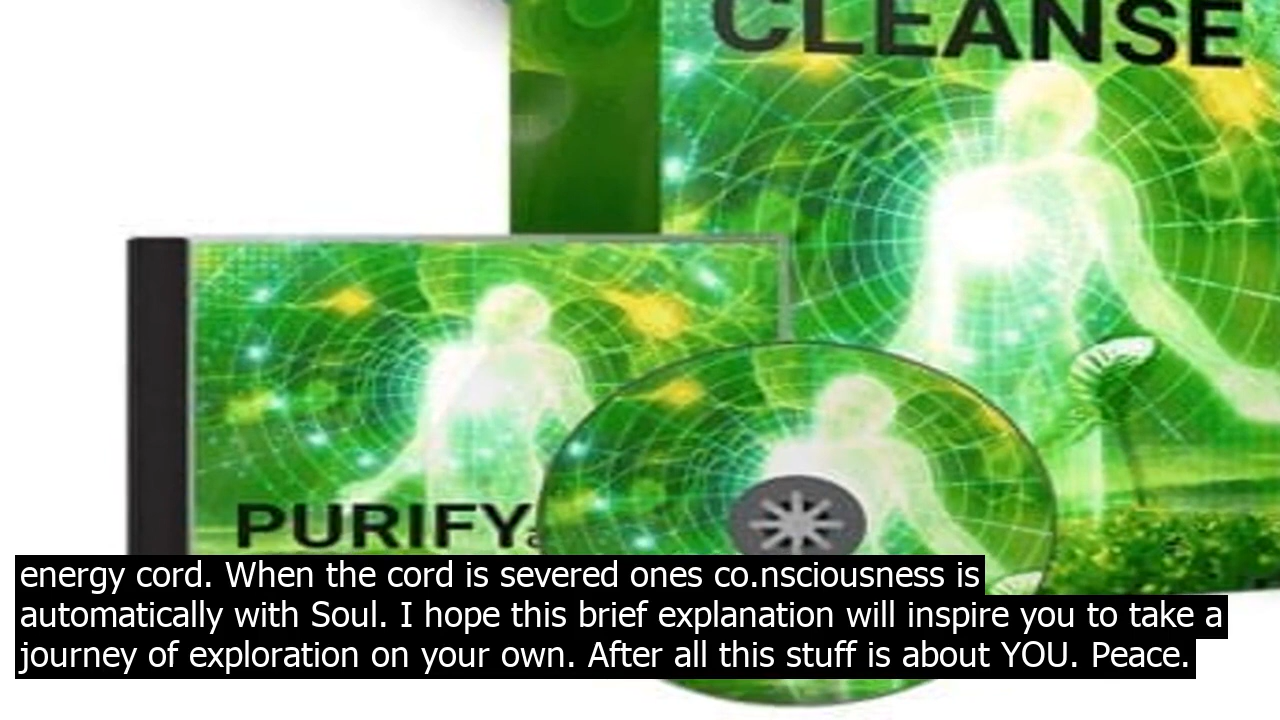 CLEANSE
PURIFY
energy cord. When the cord is severed ones co.nsciousness is
automatically with Soul. I hope this brief explanation will inspire you to take a
journey of exploration on your own. After all this stuff is about YOU. Peace.